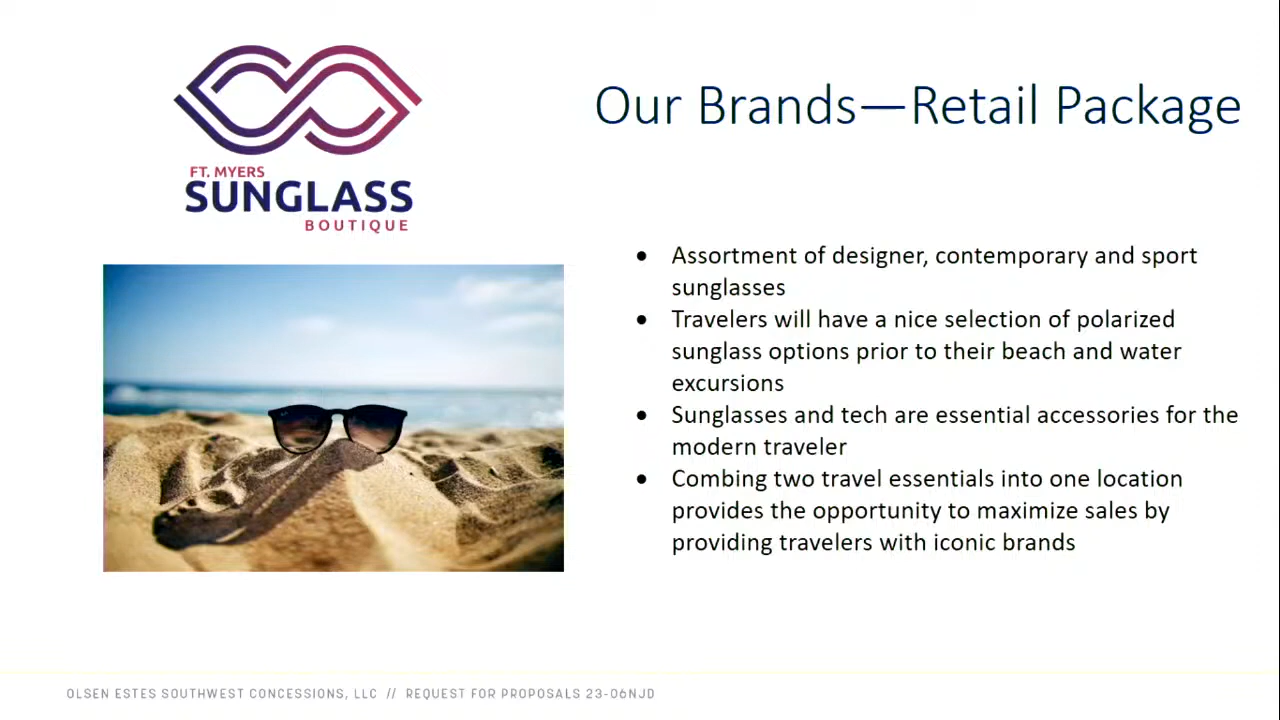 FT. MYERS
SUNGLASS
BOUTIQUE
Our Brands—Retail Package
• Assortment of designer, contemporary and sport
sunglasses
• Travelers will have a nice selection of polarized
sunglass options prior to their beach and water
excursions
• Sunglasses and tech are essential accessories for the
modern traveler
• Combing two travel essentials into one location
provides the opportunity to maximize sales by
providing travelers with iconic brands
OLSEN ESTES SOUTHWEST CONCESSIONS, LLC // REQUEST FOR PROPOSALS 23-06NJD